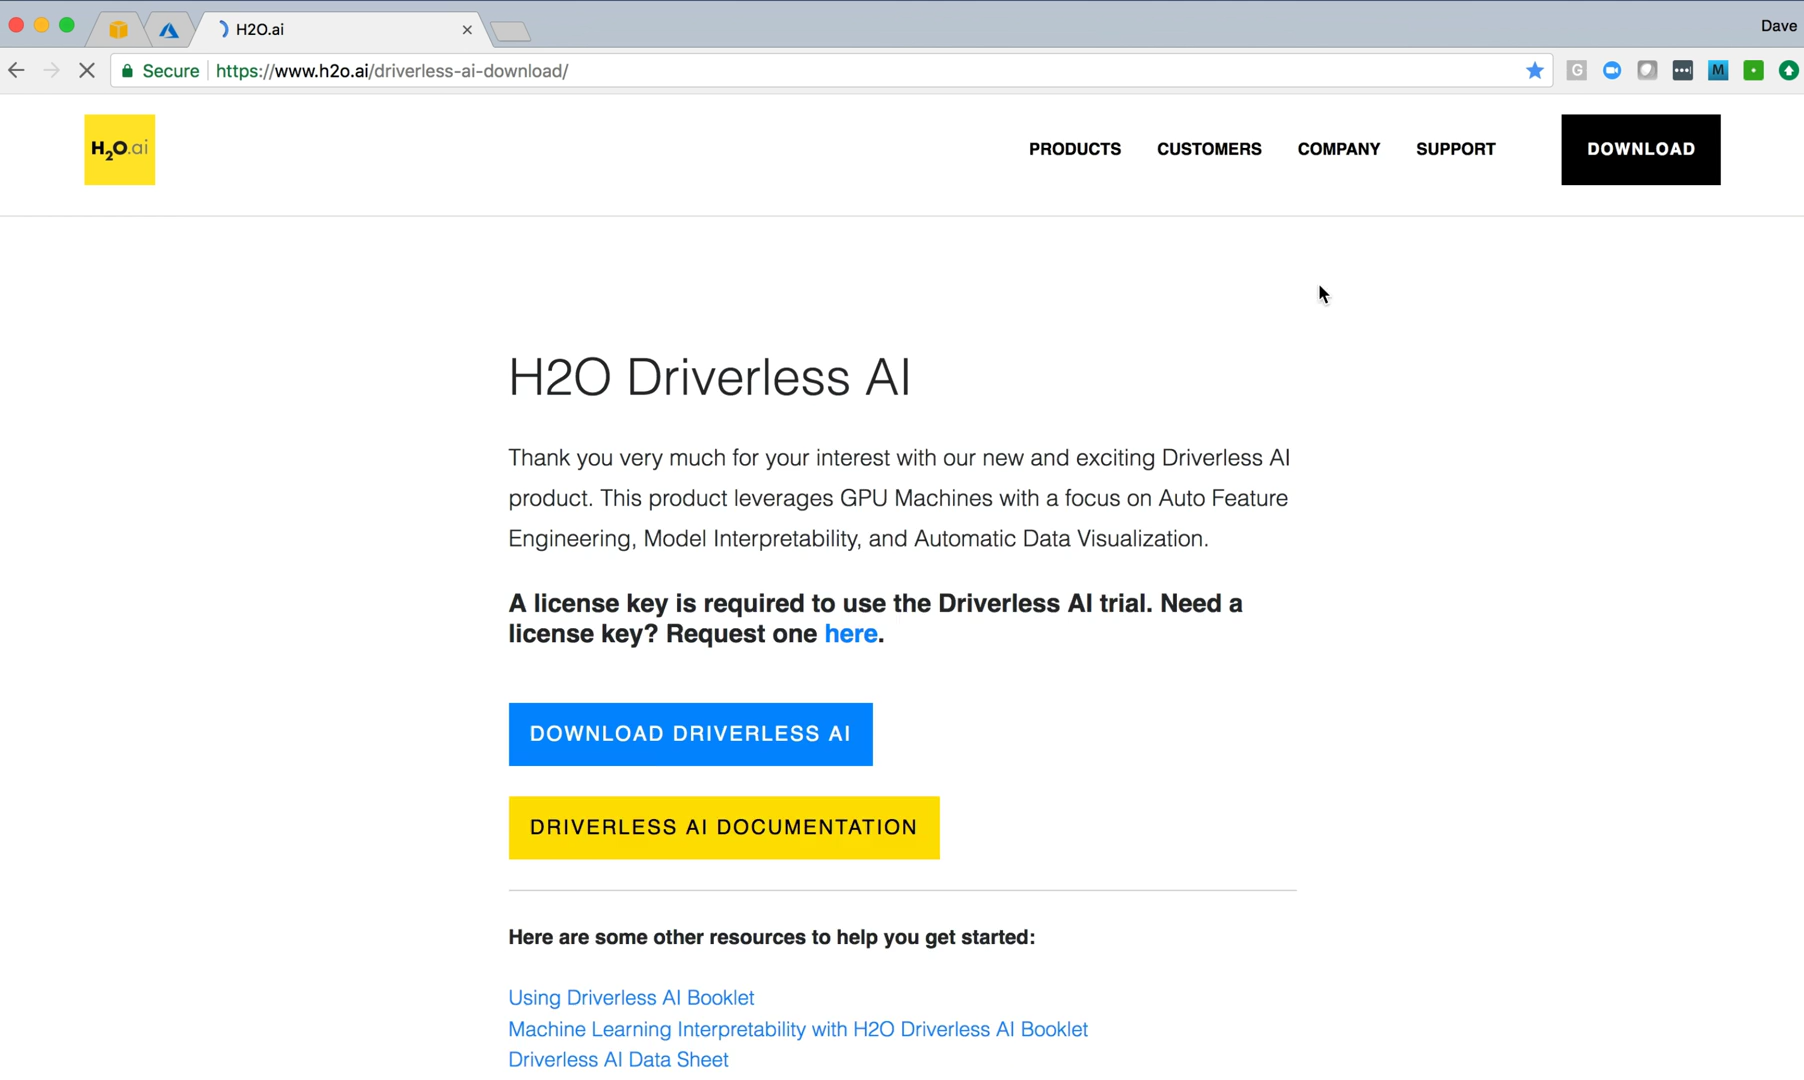 H2O.ai
Dave
Secure
https://www.h2o.ai/driverless-ai-download/
G
M
H2O.ai
PRODUCTS
CUSTOMERS
COMPANY
SUPPORT
DOWNLOAD
H2O Driverless AI
Thank you very much for your interest with our new and exciting Driverless AI
product. This product leverages GPU Machines with a focus on Auto Feature
Engineering, Model Interpretability, and Automatic Data Visualization.
A license key is required to use the Driverless AI trial. Need a
license key? Request one here.
DOWNLOAD DRIVERLESS AI
DRIVERLESS AI DOCUMENTATION
Here are some other resources to help you get started:
Using Driverless AI Booklet
Machine Learning Interpretability with H2O Driverless AI Booklet
Driverless AI Data Sheet